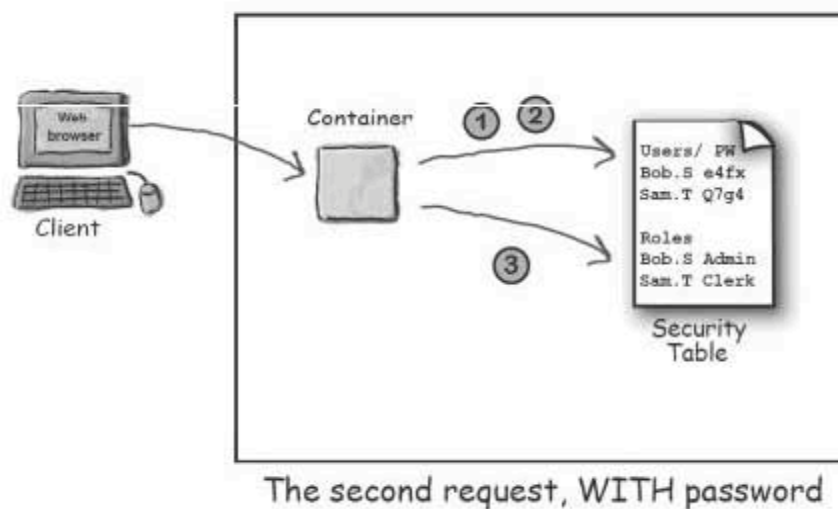 Web
browser
Client
Container
1
2
3
Users/ PW
Bob.S e4fx
Sam.T Q7g4
Roles
Bob.S Admin
Sam.T Clerk
Security
Table
The second request, WITH password